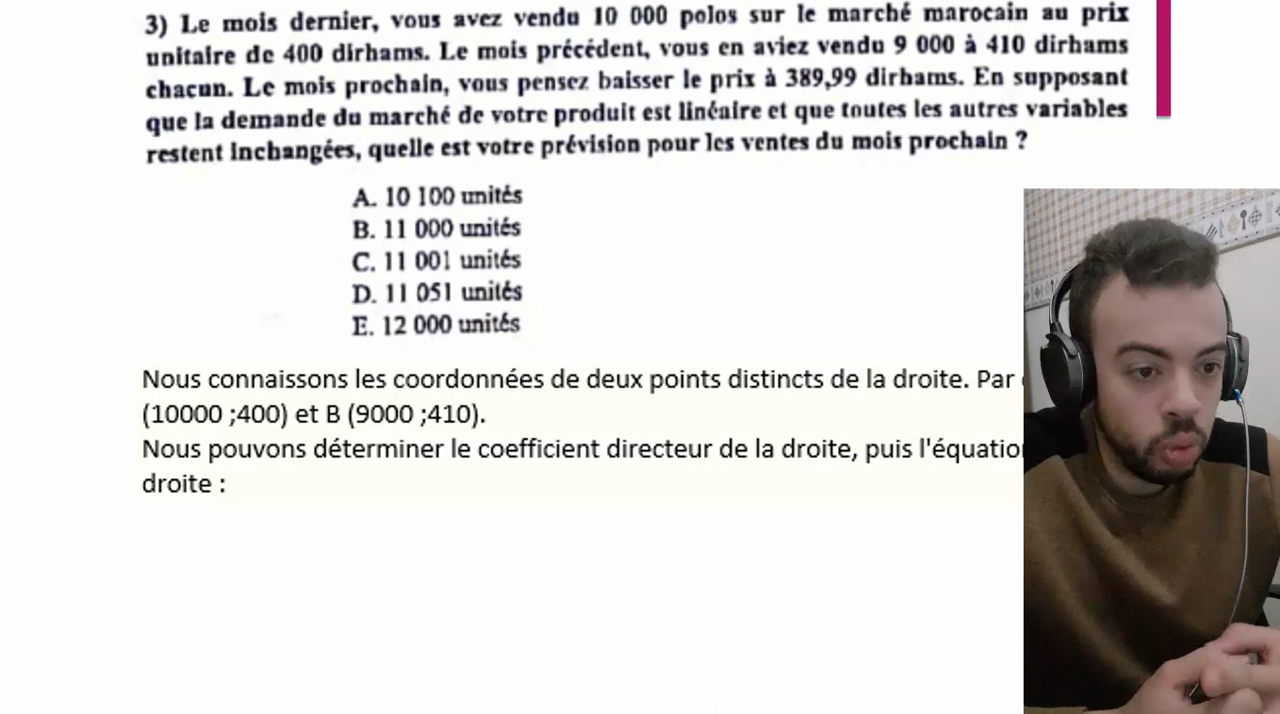 3) Le mois dernier, vous avez vendu 10 000 polos sur le marché marocain au prix
unitaire de 400 dirhams. Le mois précédent, vous en aviez vendu 9 000 à 410 dirhams
chacun. Le mois prochain, vous pensez baisser le prix à 389,99 dirhams. En supposant
que la demande du marché de votre produit est linéaire et que toutes les autres variables
restent inchangées, quelle est votre prévision pour les ventes du mois prochain ?
A. 10 100 unités
B. 11 000 unités
C. 11 001 unités
D. 11 051 unités
E. 12 000 unités
Nous connaissons les coordonnées de deux points distincts de la droite. Par
(10000 ;400) et B (9000 ;410).
Nous pouvons déterminer le coefficient directeur de la droite, puis
droite :